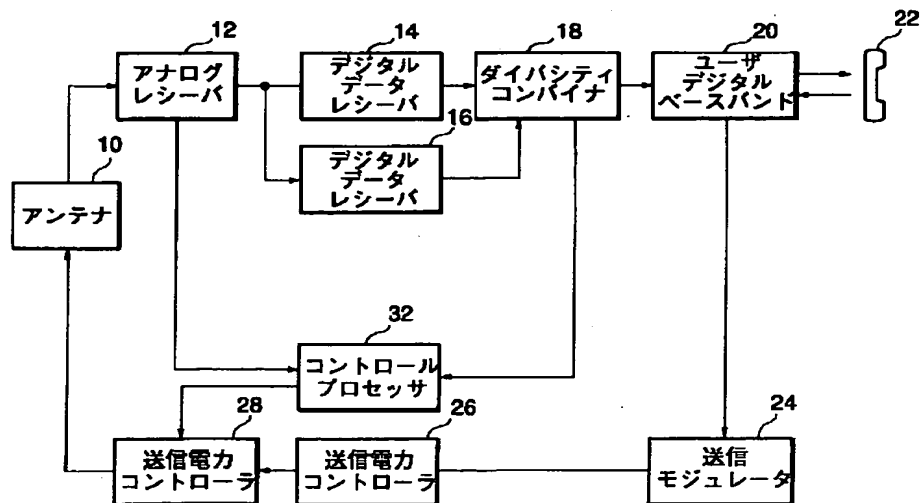 12
アナログ
レシーバ
14
デジタル
データ
レシーバ
18
ダイバシティ
コンバイナ
20
ユーザ
デジタル
ベースバンド
22
16
デジタル
データ
レシーバ
10
アンテナ
32
コントロール
プロセッサ
28
送信電力
コントローラ
26
送信電力
コントローラ
24
送信
モジュレータ